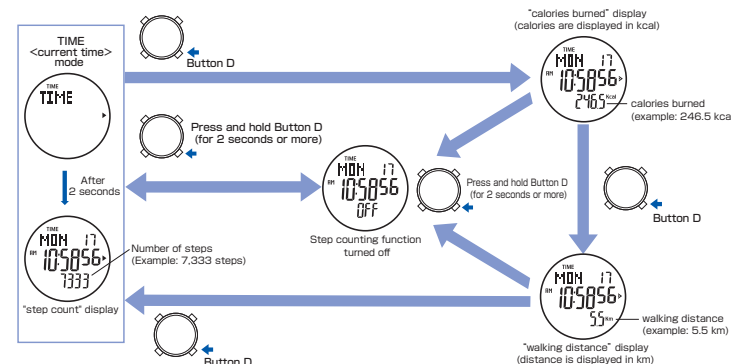 TIME
<current time>
mode
TIME
TIME
After
2 seconds
TIME
MON 17
AM 10:58 56
7333
"step count" display
Number of steps
(Example: 7,333 steps)
Button D
Press and hold Button D
(for 2 seconds or more)
TIME
MON 17
AM 10:58 56
OFF
Step counting function
turned off
Press and hold Button D
(for 2 seconds or more)
"calories burned" display
(calories are displayed in kcal)
TIME
MON 17
AM 10:58 56
246.5 Kcal
calories burned
(example: 246.5 kca
Button D
TIME
MON 17
AM 10:58 56
5.5 Km
walking distance
(example: 5.5 km)
"walking distance" display
(distance is displayed in km)
Button D